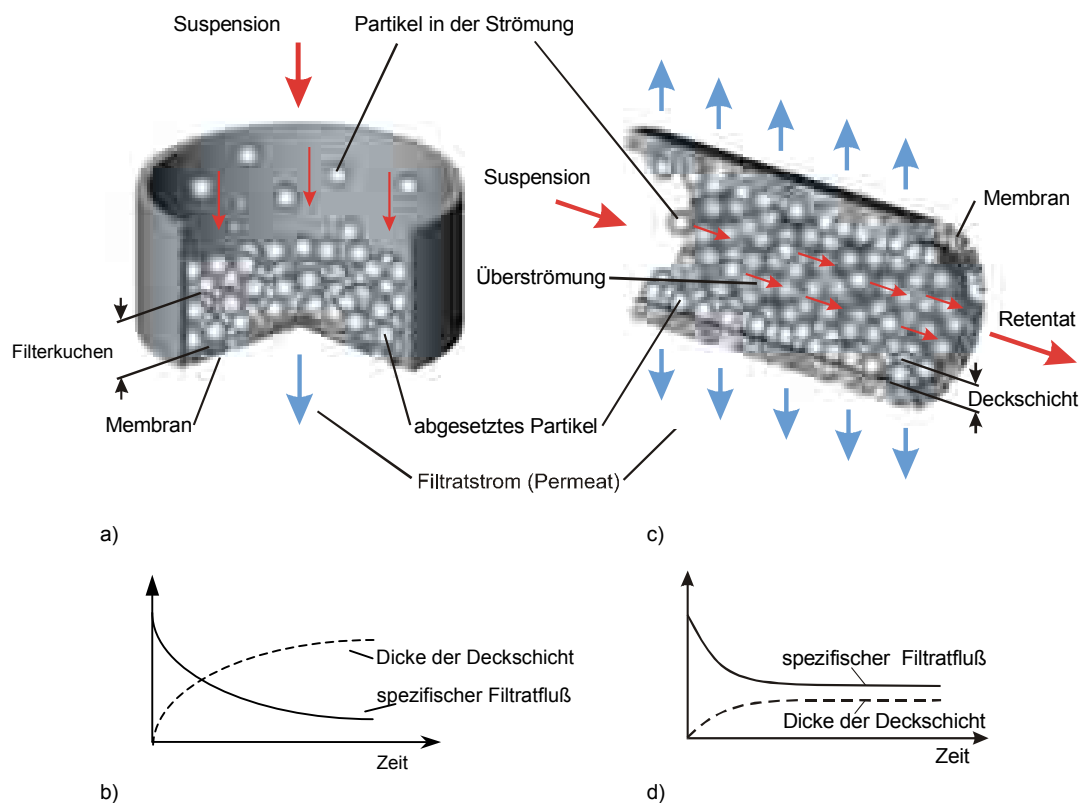 Suspension
Partikel in der Strömung
Suspension
Membran
Überströmung
Filterkuchen
Retentat
Deckschicht
Membran
abgesetztes Partikel
Filtratstrom (Permeat)
a)
c)
Dicke der Deckschicht
spezifischer Filtratfluß
Zeit
b)
spezifischer Filtratfluß
Dicke der Deckschicht
Zeit
d)